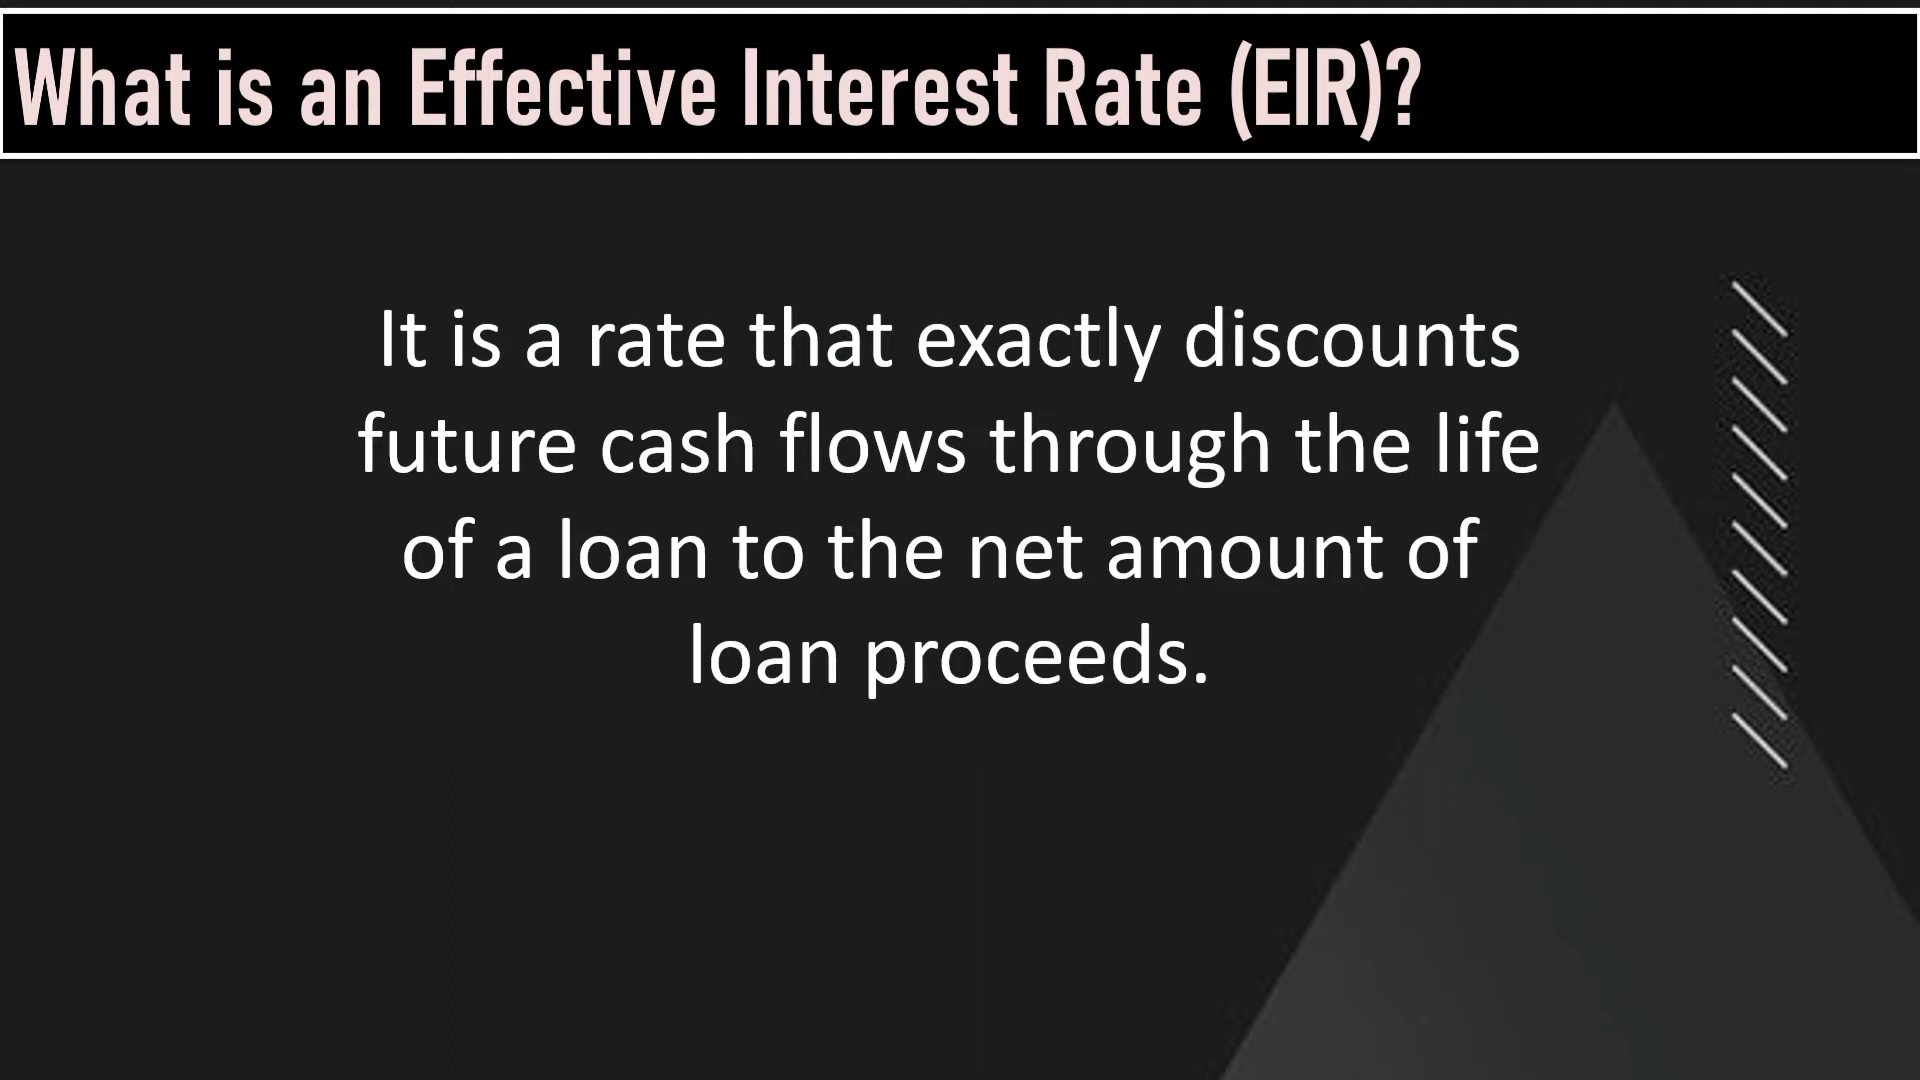 What is an Effective Interest Rate (EIR)?
It is a rate that exactly discounts
future cash flows through the life
of a loan to the net amount of
loan proceeds.